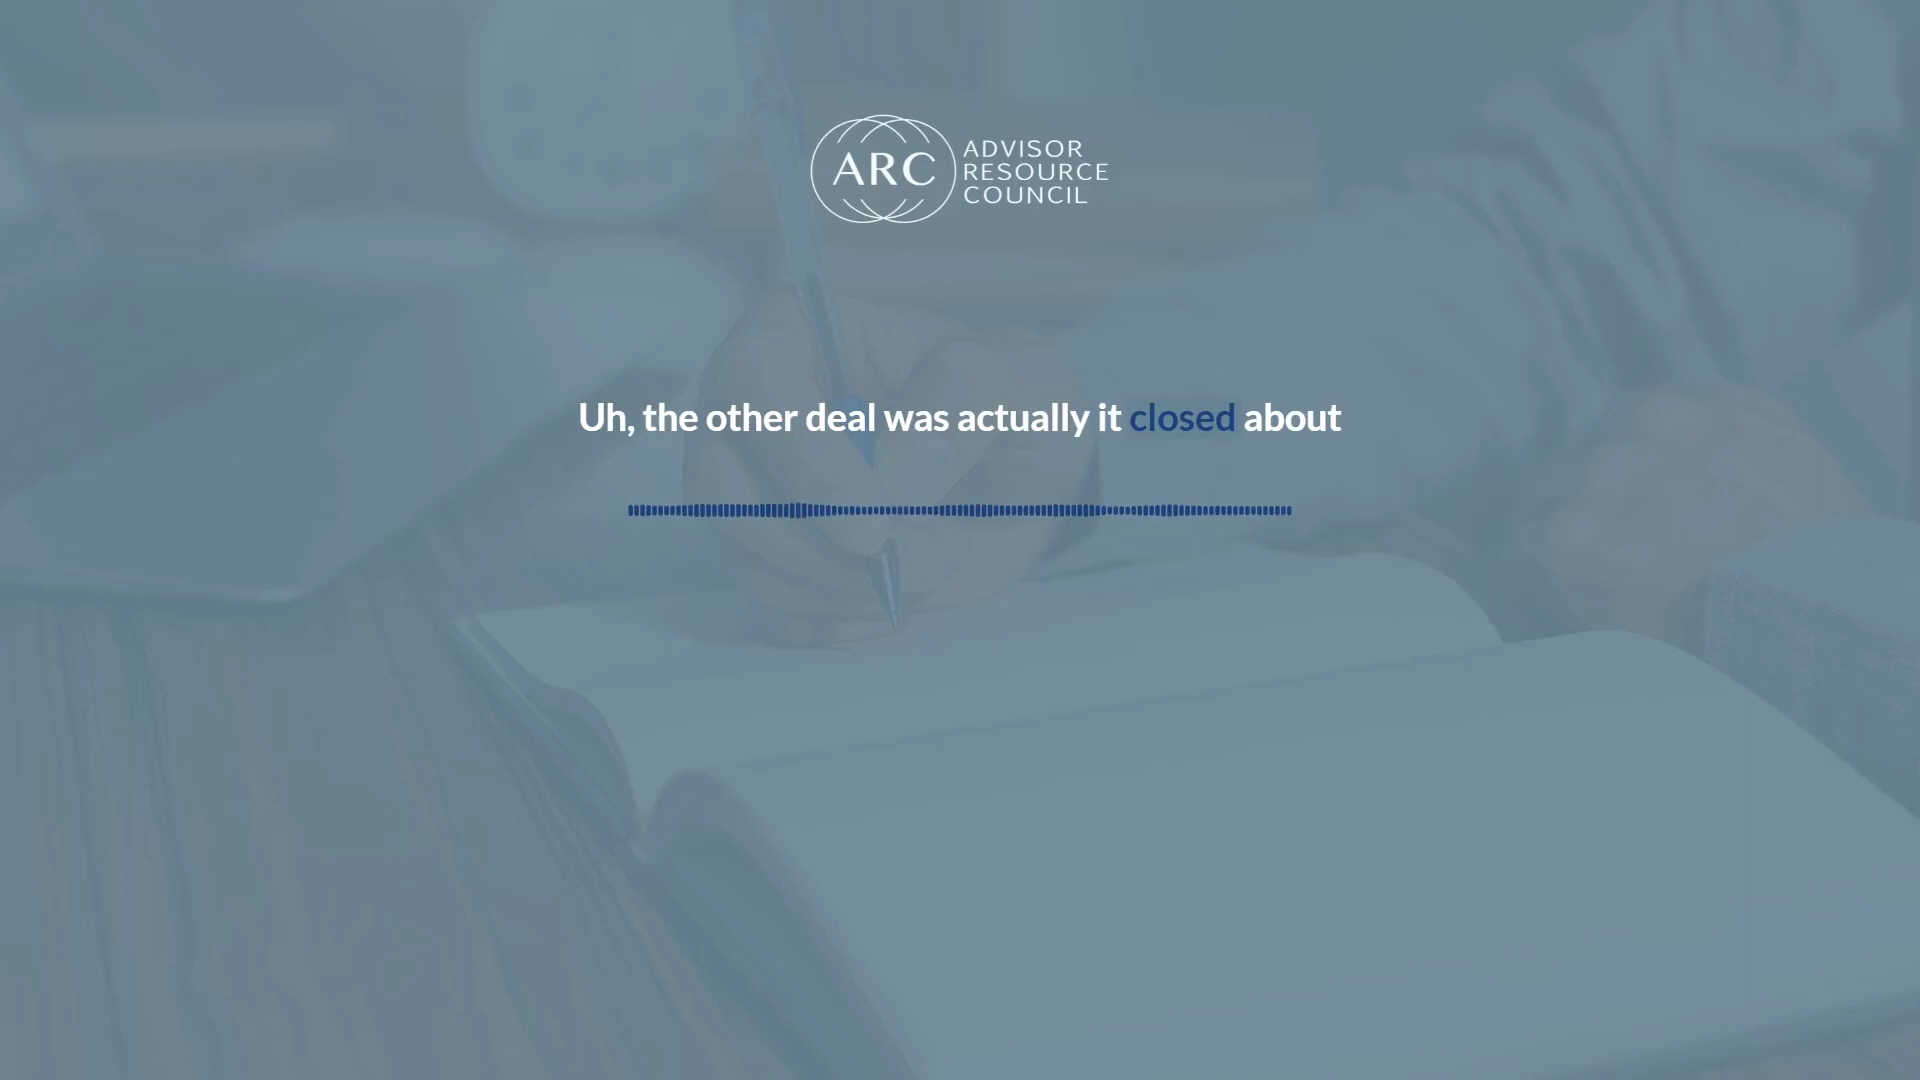 ARC
ADVISOR
RESOURCE
COUNCIL
Uh, the other deal was actually it closed about